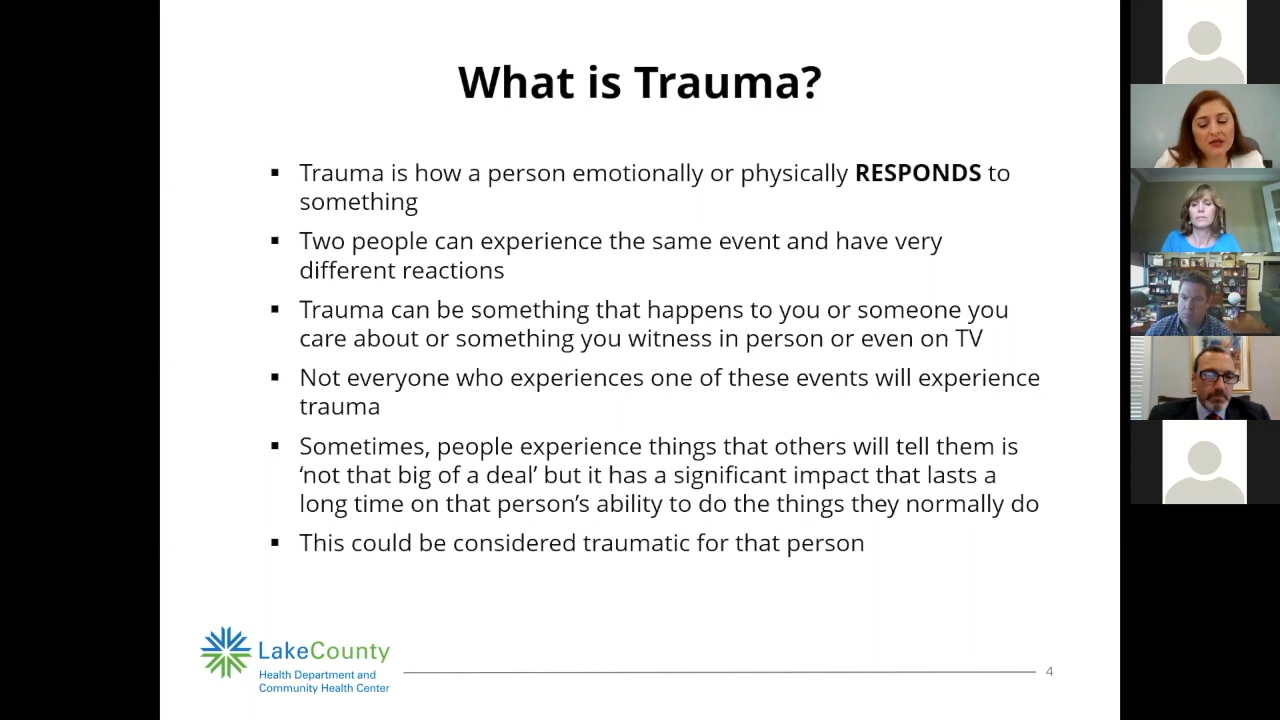 What is Trauma?
▪ Trauma is how a person emotionally or physically RESPONDS to
something
▪ Two people can experience the same event and have very
different reactions
▪ Trauma can be something that happens to you or someone you
care about or something you witness in person or even on TV
▪ Not everyone who experiences one of these events will experience
trauma
▪ Sometimes, people experience things that others will tell them is
‘not that big of a deal’ but it has a significant impact that lasts a
long time on that person’s ability to do the things they normally do
▪ This could be considered traumatic for that person
LakeCounty
Health Department and
Community Health Center
4